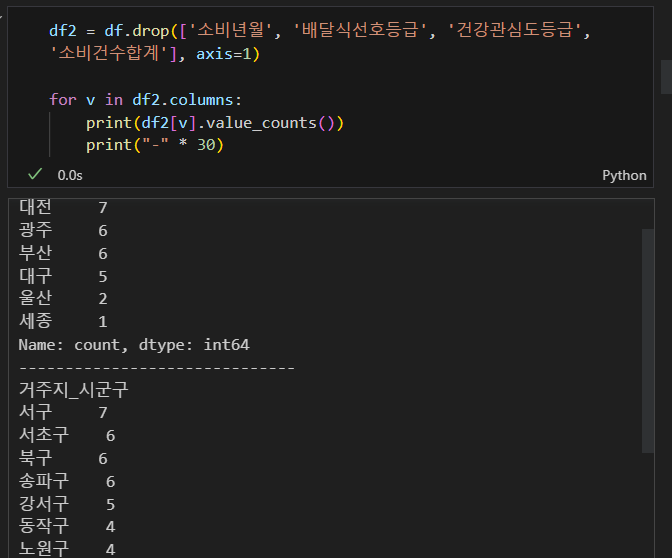 df2 = df.drop(['소비년월', '배달식선호등급', '건강관심도등급',
'소비건수합계'], axis=1)
for v in df2.columns:
    print(df2[v].value_counts())
    print("-" * 30)
0.0s
Python
대전 7
광주 6
부산 6
대구 5
울산 2
세종 1
Name: count, dtype: int64
------------------------------
거주지_시군구
서구 7
서초구 6
북구 6
송파구 6
강서구 5
동작구 4
노원구 4